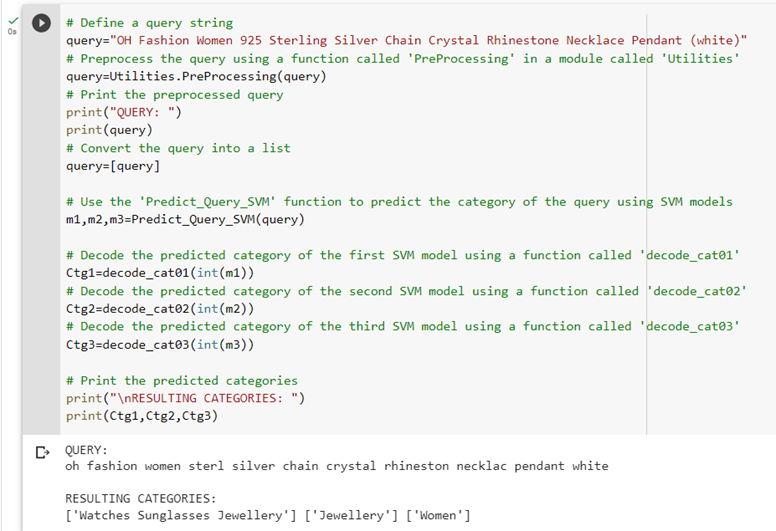 0s
# Define a query string
query="OH Fashion Women 925 Sterling Silver Chain Crystal Rhinestone Necklace Pendant (white)"
# Preprocess the query using a function called 'PreProcessing' in a module called 'Utilities'
query=Utilities.PreProcessing(query)
# Print the preprocessed query
print("QUERY: ")
print(query)
# Convert the query into a list
query=[query]
# Use the 'Predict_Query_SVM' function to predict the category of the query using SVM models
m1,m2,m3=Predict_Query_SVM(query)
# Decode the predicted category of the first SVM model using a function called 'decode_cat01'
Ctg1=decode_cat01(int(m1))
# Decode the predicted category of the second SVM model using a function called 'decode_cat02'
Ctg2=decode_cat02(int(m2))
# Decode the predicted category of the third SVM model using a function called 'decode_cat03'
Ctg3=decode_cat03(int(m3))
# Print the predicted categories
print("\nRESULTING CATEGORIES: ")
print(Ctg1,Ctg2,Ctg3)
QUERY:
oh fashion women sterl silver chain crystal rhineston necklac pendant white
RESULTING CATEGORIES:
['Watches Sunglasses Jewellery'] ['Jewellery'] ['Women']